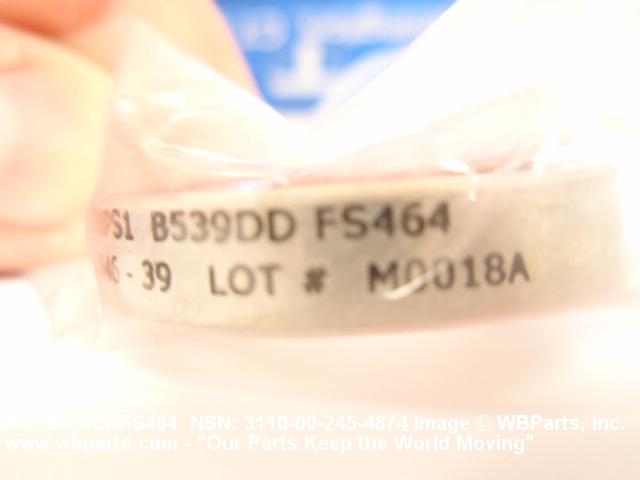 B539DD FS464
- 39 LOT # M0018A
P/N: B539DDFS464 NSN: 3110-00-245-4874 Image © WBParts, Inc.
www.wbparts.com - "Our Parts Keep the World Moving"